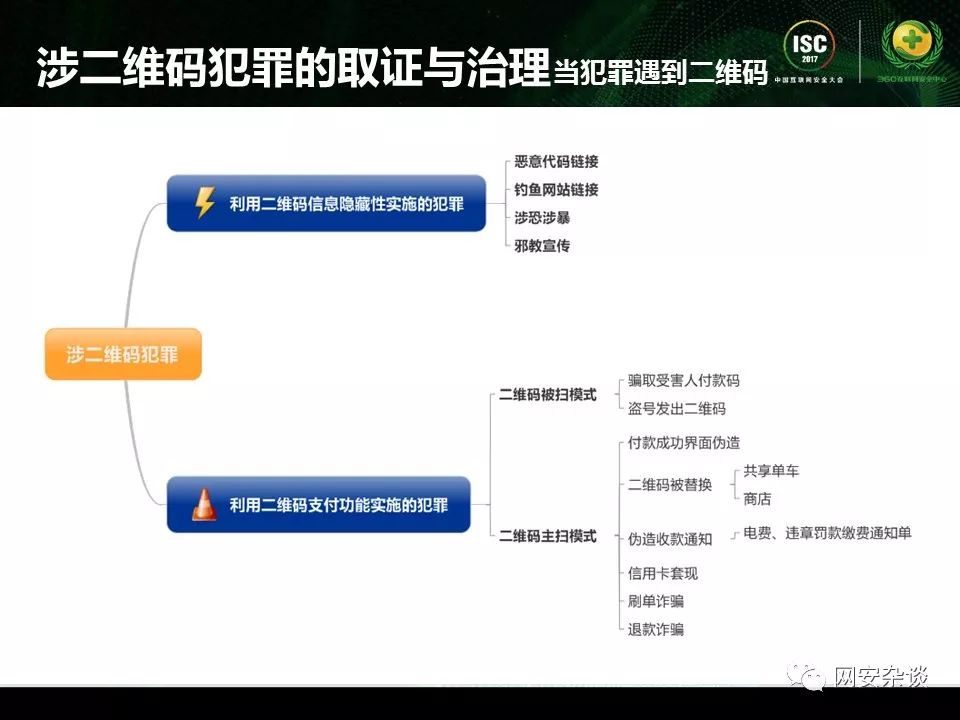 涉二维码犯罪的取证与治理当犯罪遇到二维码
ISC
2017
中国互联网安全大会
360互联网安全中心
恶意代码链接
利用二维码信息隐藏性实施的犯罪
钓鱼网站链接
涉恐涉暴
邪教宣传
涉二维码犯罪
利用二维码支付功能实施的犯罪
二维码被扫模式
骗取受害人付款码
盗号发出二维码
二维码主扫模式
付款成功界面伪造
二维码被替换
共享单车
商店
伪造收款通知
电费、违章罚款缴费通知单
信用卡套现
刷单诈骗
退款诈骗
网安杂谈